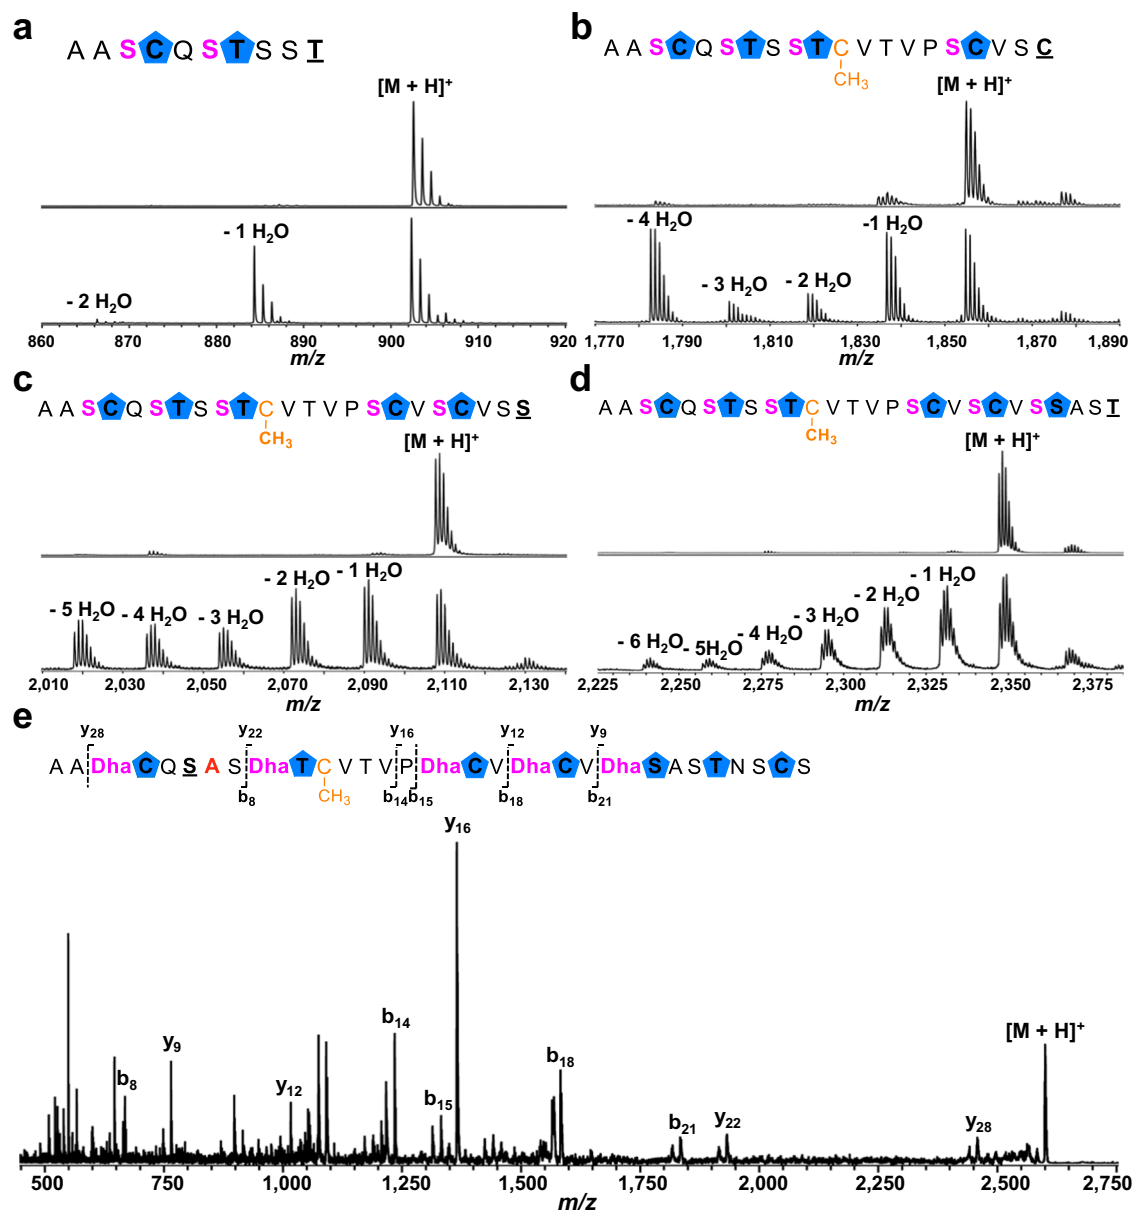 a
A A S C Q S T S S T
[M + H]+
- 1 H2O
- 2 H2O
860 870 880 890 900 910 920
m/z
b
A A S C Q S T S S T C V T V P S C V S C
CH3
[M + H]+
- 4 H2O
- 3 H2O
- 2 H2O
-1 H2O
1,770 1,790 1,810 1,830 1,850 1,870 1,890
m/z
c
A A S C Q S T S S T C V T V P S C V S C V S S
CH3
[M + H]+
- 5 H2O
- 4 H2O
- 3 H2O
- 2 H2O
- 1 H2O
2,010 2,030 2,050 2,070 2,090 2,110 2,130
m/z
d
A A S C Q S T S S T C V T V P S C V S C V S S A S T
CH3
[M + H]+
- 6 H2O
- 5H2O
- 4 H2O
- 3 H2O
- 2 H2O
- 1 H2O
2,225 2,250 2,275 2,300 2,325 2,350 2,375
m/z
e
y28 y22 y16 y12 y9
A A Dha C Q S A S Dha T C V T V P Dha C V Dha C V Dha S A S T N S C S
CH3
b8 b14 b15 b18 b21
y16
[M + H]+
b14
y9
b8
y12
b15
b18
b21
y22
y28
500 750 1,000 1,250 1,500 1,750 2,000 2,250 2,500 2,750
m/z